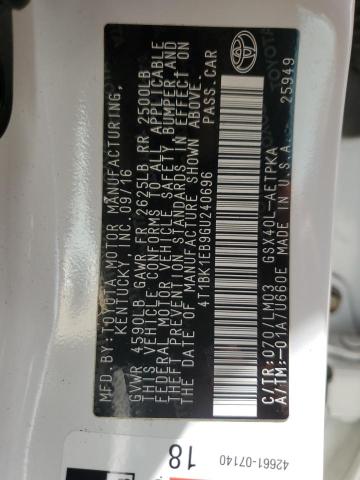 MFD.BY:TOYOTA MOTOR MANUFACTURING,
KENTUCKY, INC. 09/16
GVWR 4590LB GAWR FR 2625LB RR 2500LB
THIS VEHICLE CONFORMS TO ALL APPLICABLE
FEDERAL MOTOR VEHICLE SAFETY, BUMPER, AND
THEFT PREVENTION STANDARDS IN EFFECT ON
THE DATE OF MANUFACTURE SHOWN ABOVE.
4T1BK1EB9GU240696 PASS.CAR
C/TR:070/LM03 GSX40L-AETPKA
A/TM:-01A/U660E MADE IN U.S.A. 25949
TOYOTA
42661-07140
18